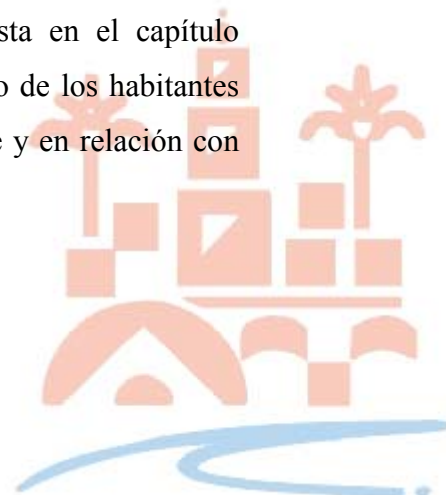 sta en el capítulo
o de los habitantes
e y en relación con